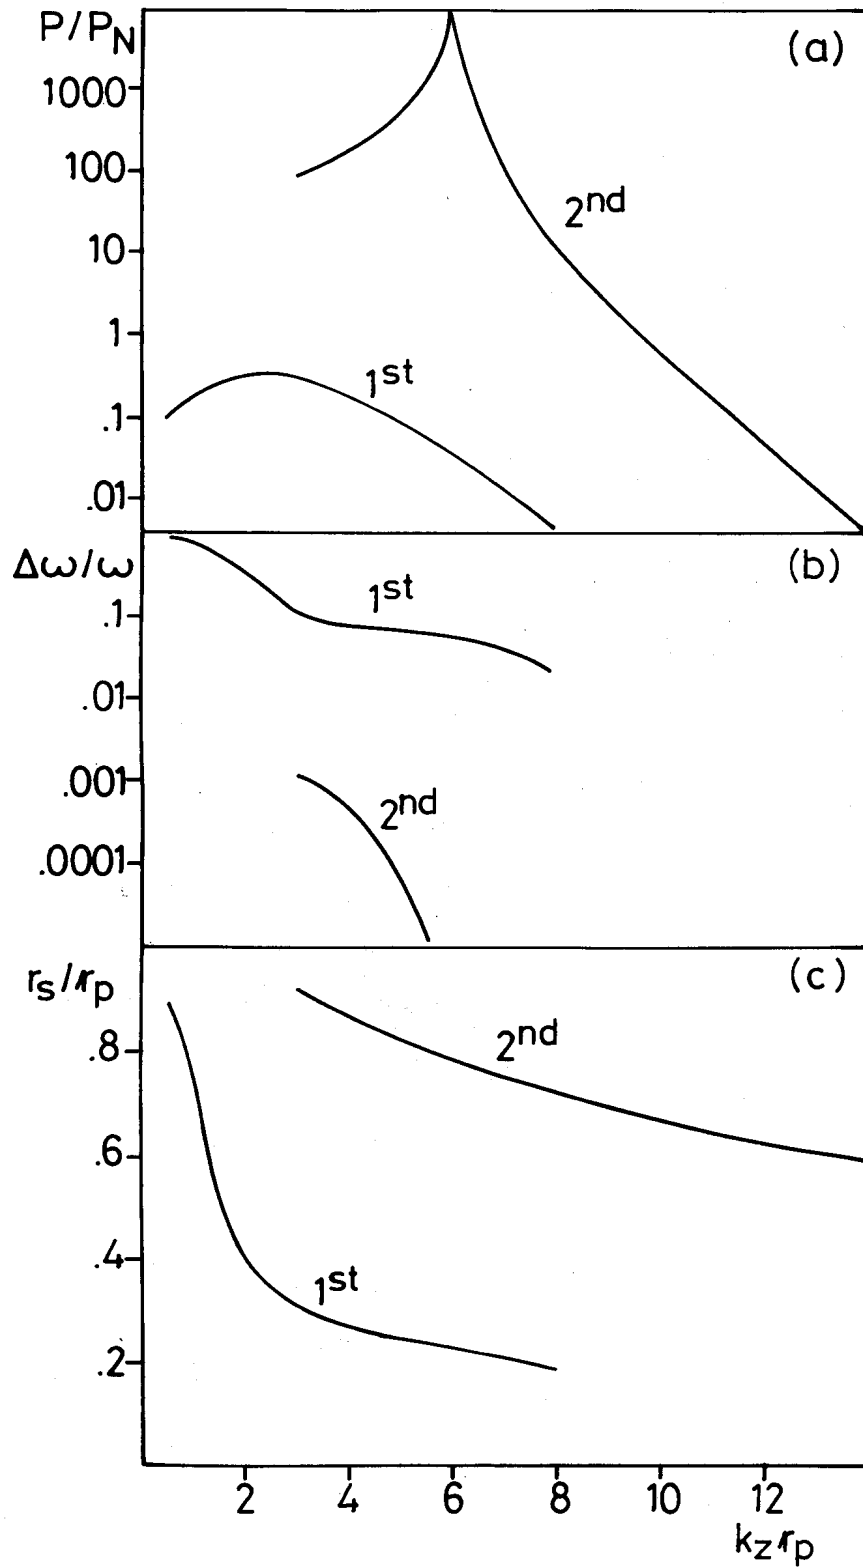 P/P_N
(a)
1000
100
10
1
.1
.01
2nd
1st
Δω/ω
(b)
.1
.01
.001
.0001
1st
2nd
r_s/r_p
(c)
.8
.6
.4
.2
2nd
1st
2 4 6 8 10 12
k_z r_p